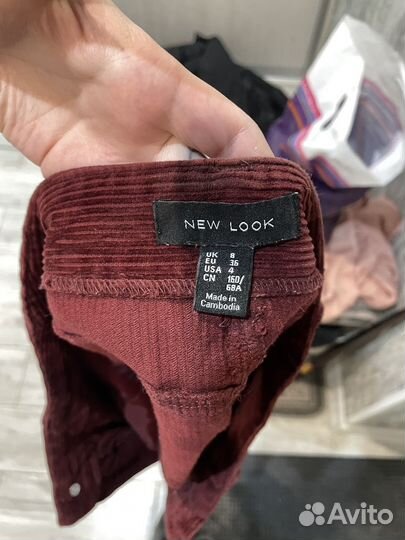 NEW LOOK
UK 8
EU 36
USA 4
CN 160/
68A
Made in
Cambodia
Avito